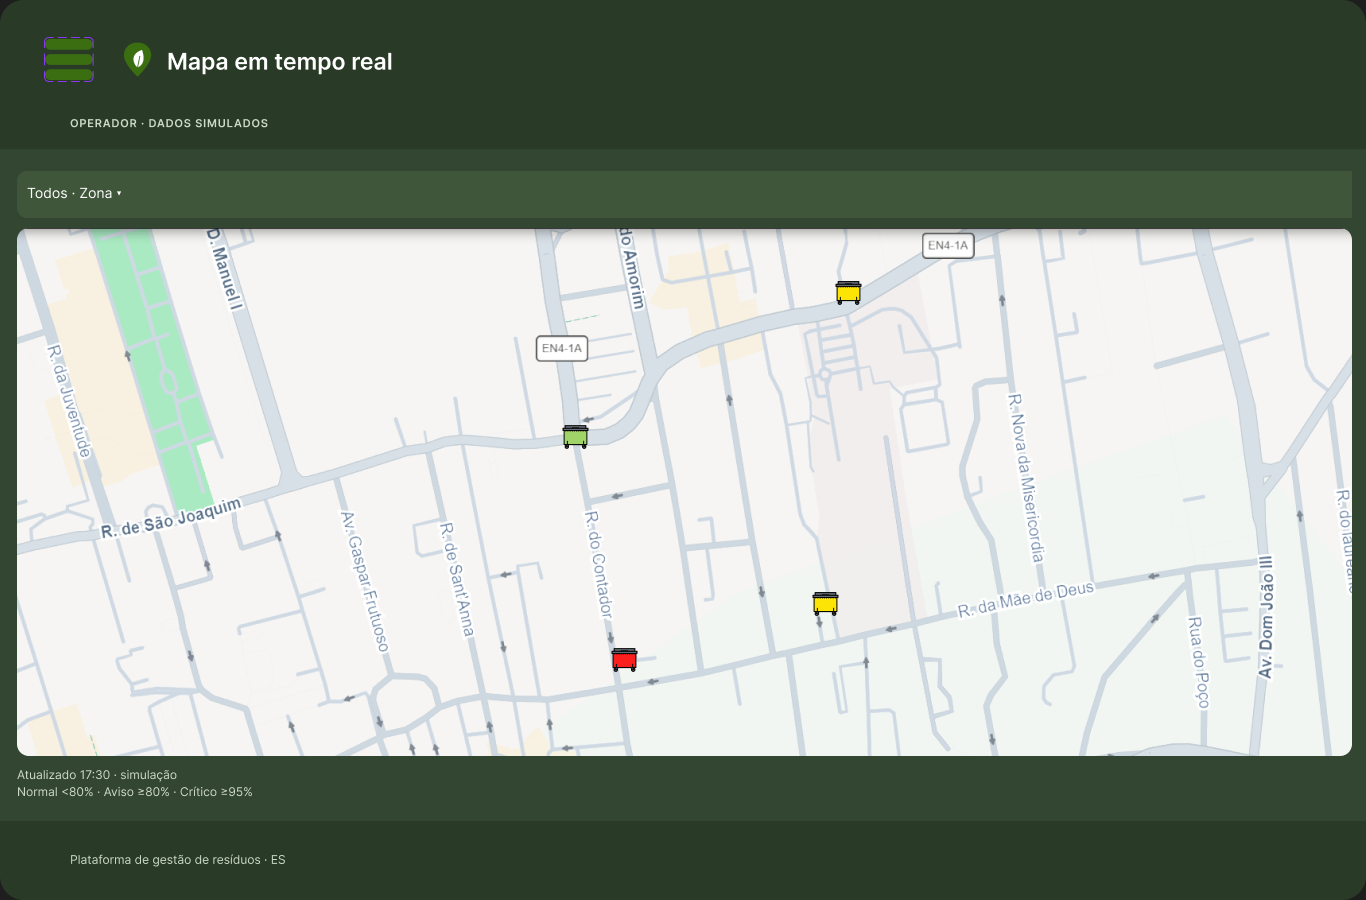 Mapa em tempo real
OPERADOR · DADOS SIMULADOS
Todos · Zona ▾
D. Manuel I
do Amorim
EN4-1A
EN4-1A
R. da Juventude
R. de São Joaquim
Av. Gaspar Frutuoso
R. de Sant'Anna
R. do Contador
R. Nova da Misericordia
R. da Mãe de Deus
Rua do Poço
Av. Dom João III
Atualizado 17:30 · simulação
Normal <80% · Aviso ≥80% · Crítico ≥95%
Plataforma de gestão de resíduos · ES